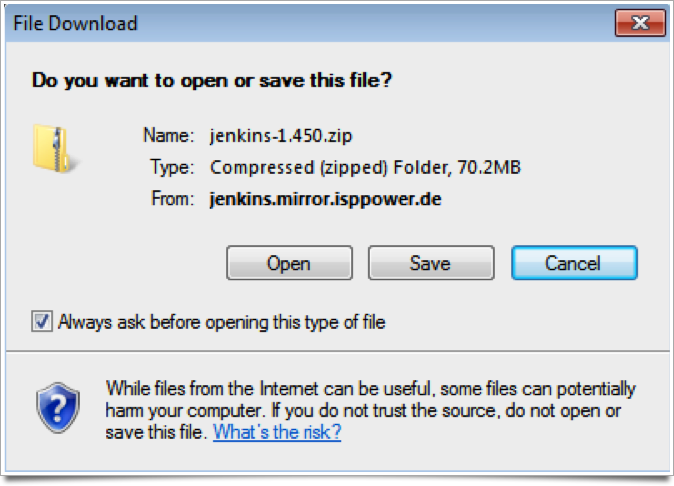 File Download
Do you want to open or save this file?
Name: jenkins-1.450.zip
Type: Compressed (zipped) Folder, 70.2MB
From: jenkins.mirror.isppower.de
Open Save Cancel
Always ask before opening this type of file
While files from the Internet can be useful, some files can potentially
harm your computer. If you do not trust the source, do not open or
save this file. What's the risk?